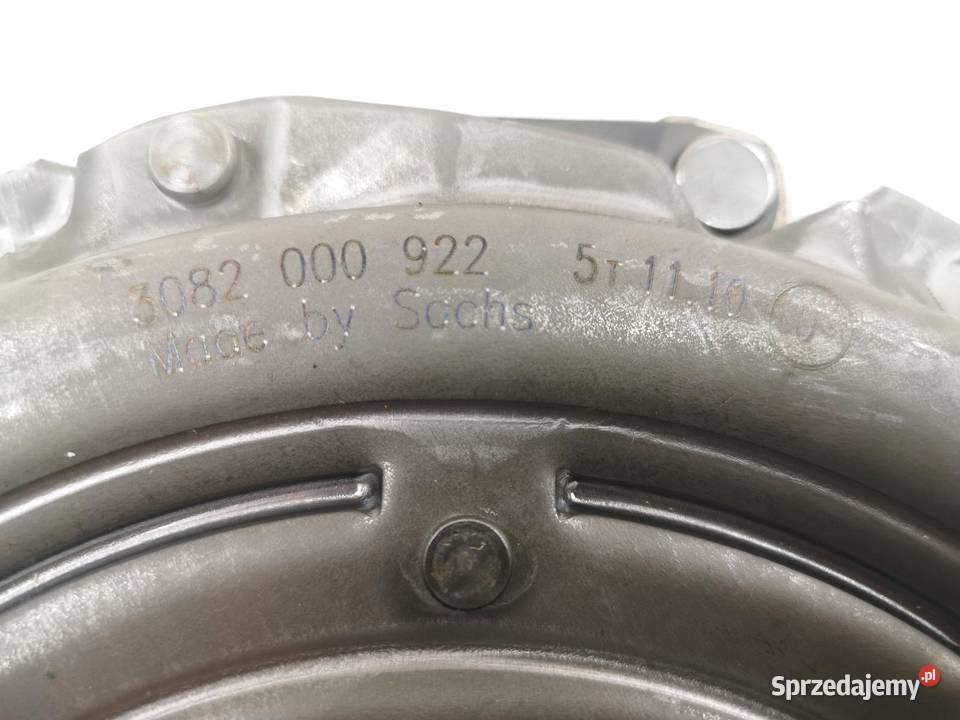 3082 000 922 5T 11.10
Made by Sachs
Sprzedajemy.pl